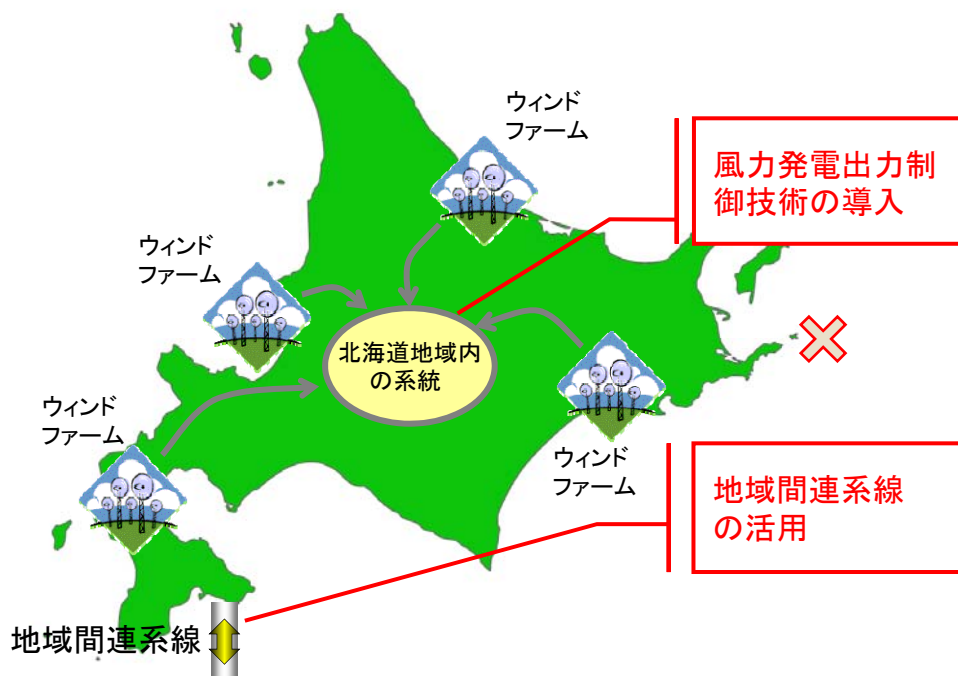 ウィンド
ファーム
風力発電出力制
御技術の導入
ウィンド
ファーム
北海道地域内
の系統
ウィンド
ファーム
ウィンド
ファーム
地域間連系線
の活用
地域間連系線